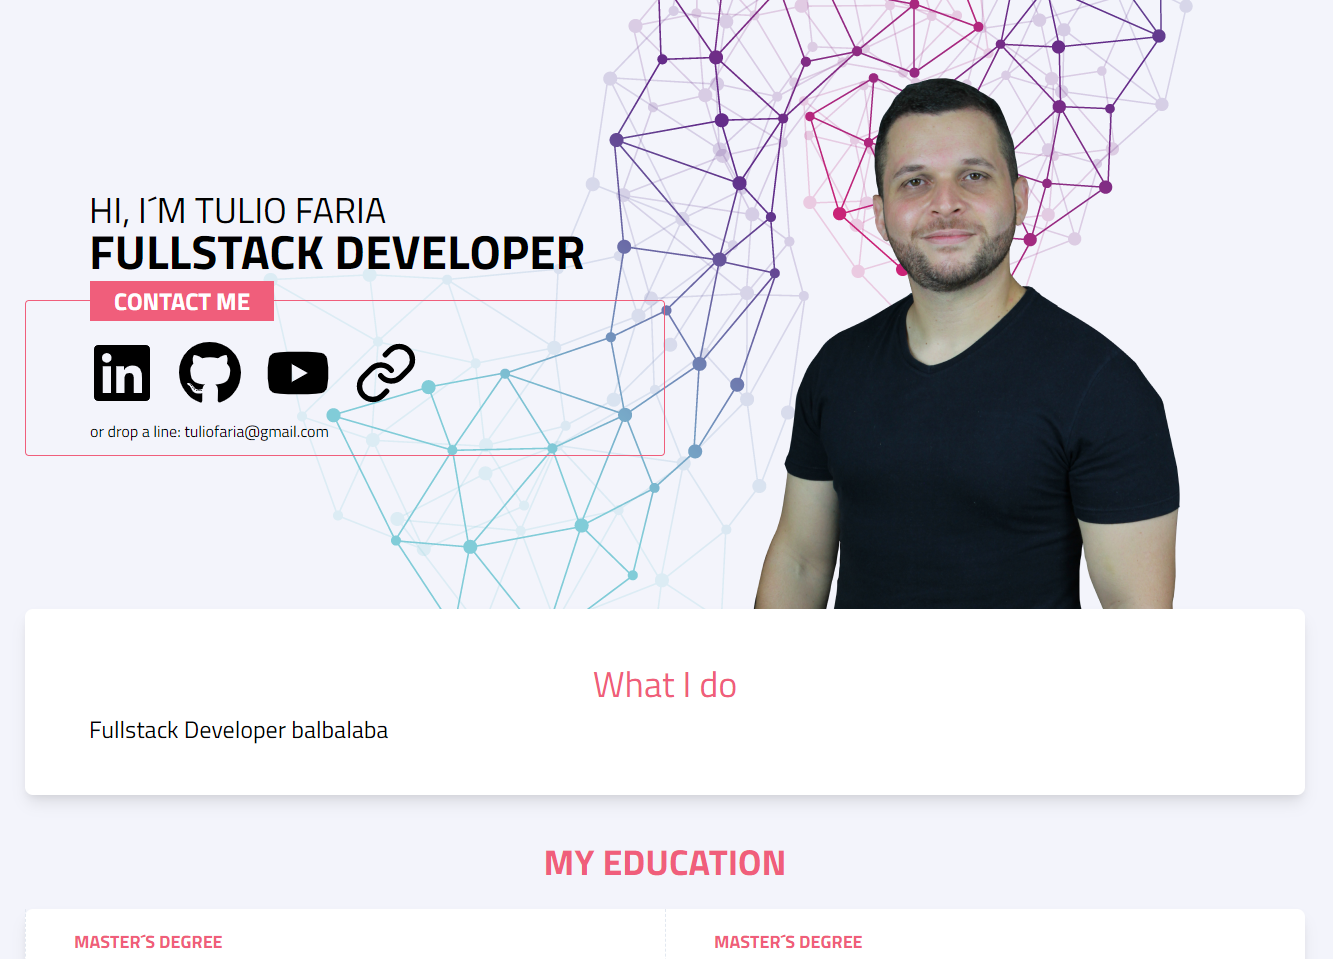 HI, I´M TULIO FARIA
FULLSTACK DEVELOPER
CONTACT ME
in
or drop a line: tuliofaria@gmail.com
What I do
Fullstack Developer balbalaba
MY EDUCATION
MASTER´S DEGREE
MASTER´S DEGREE